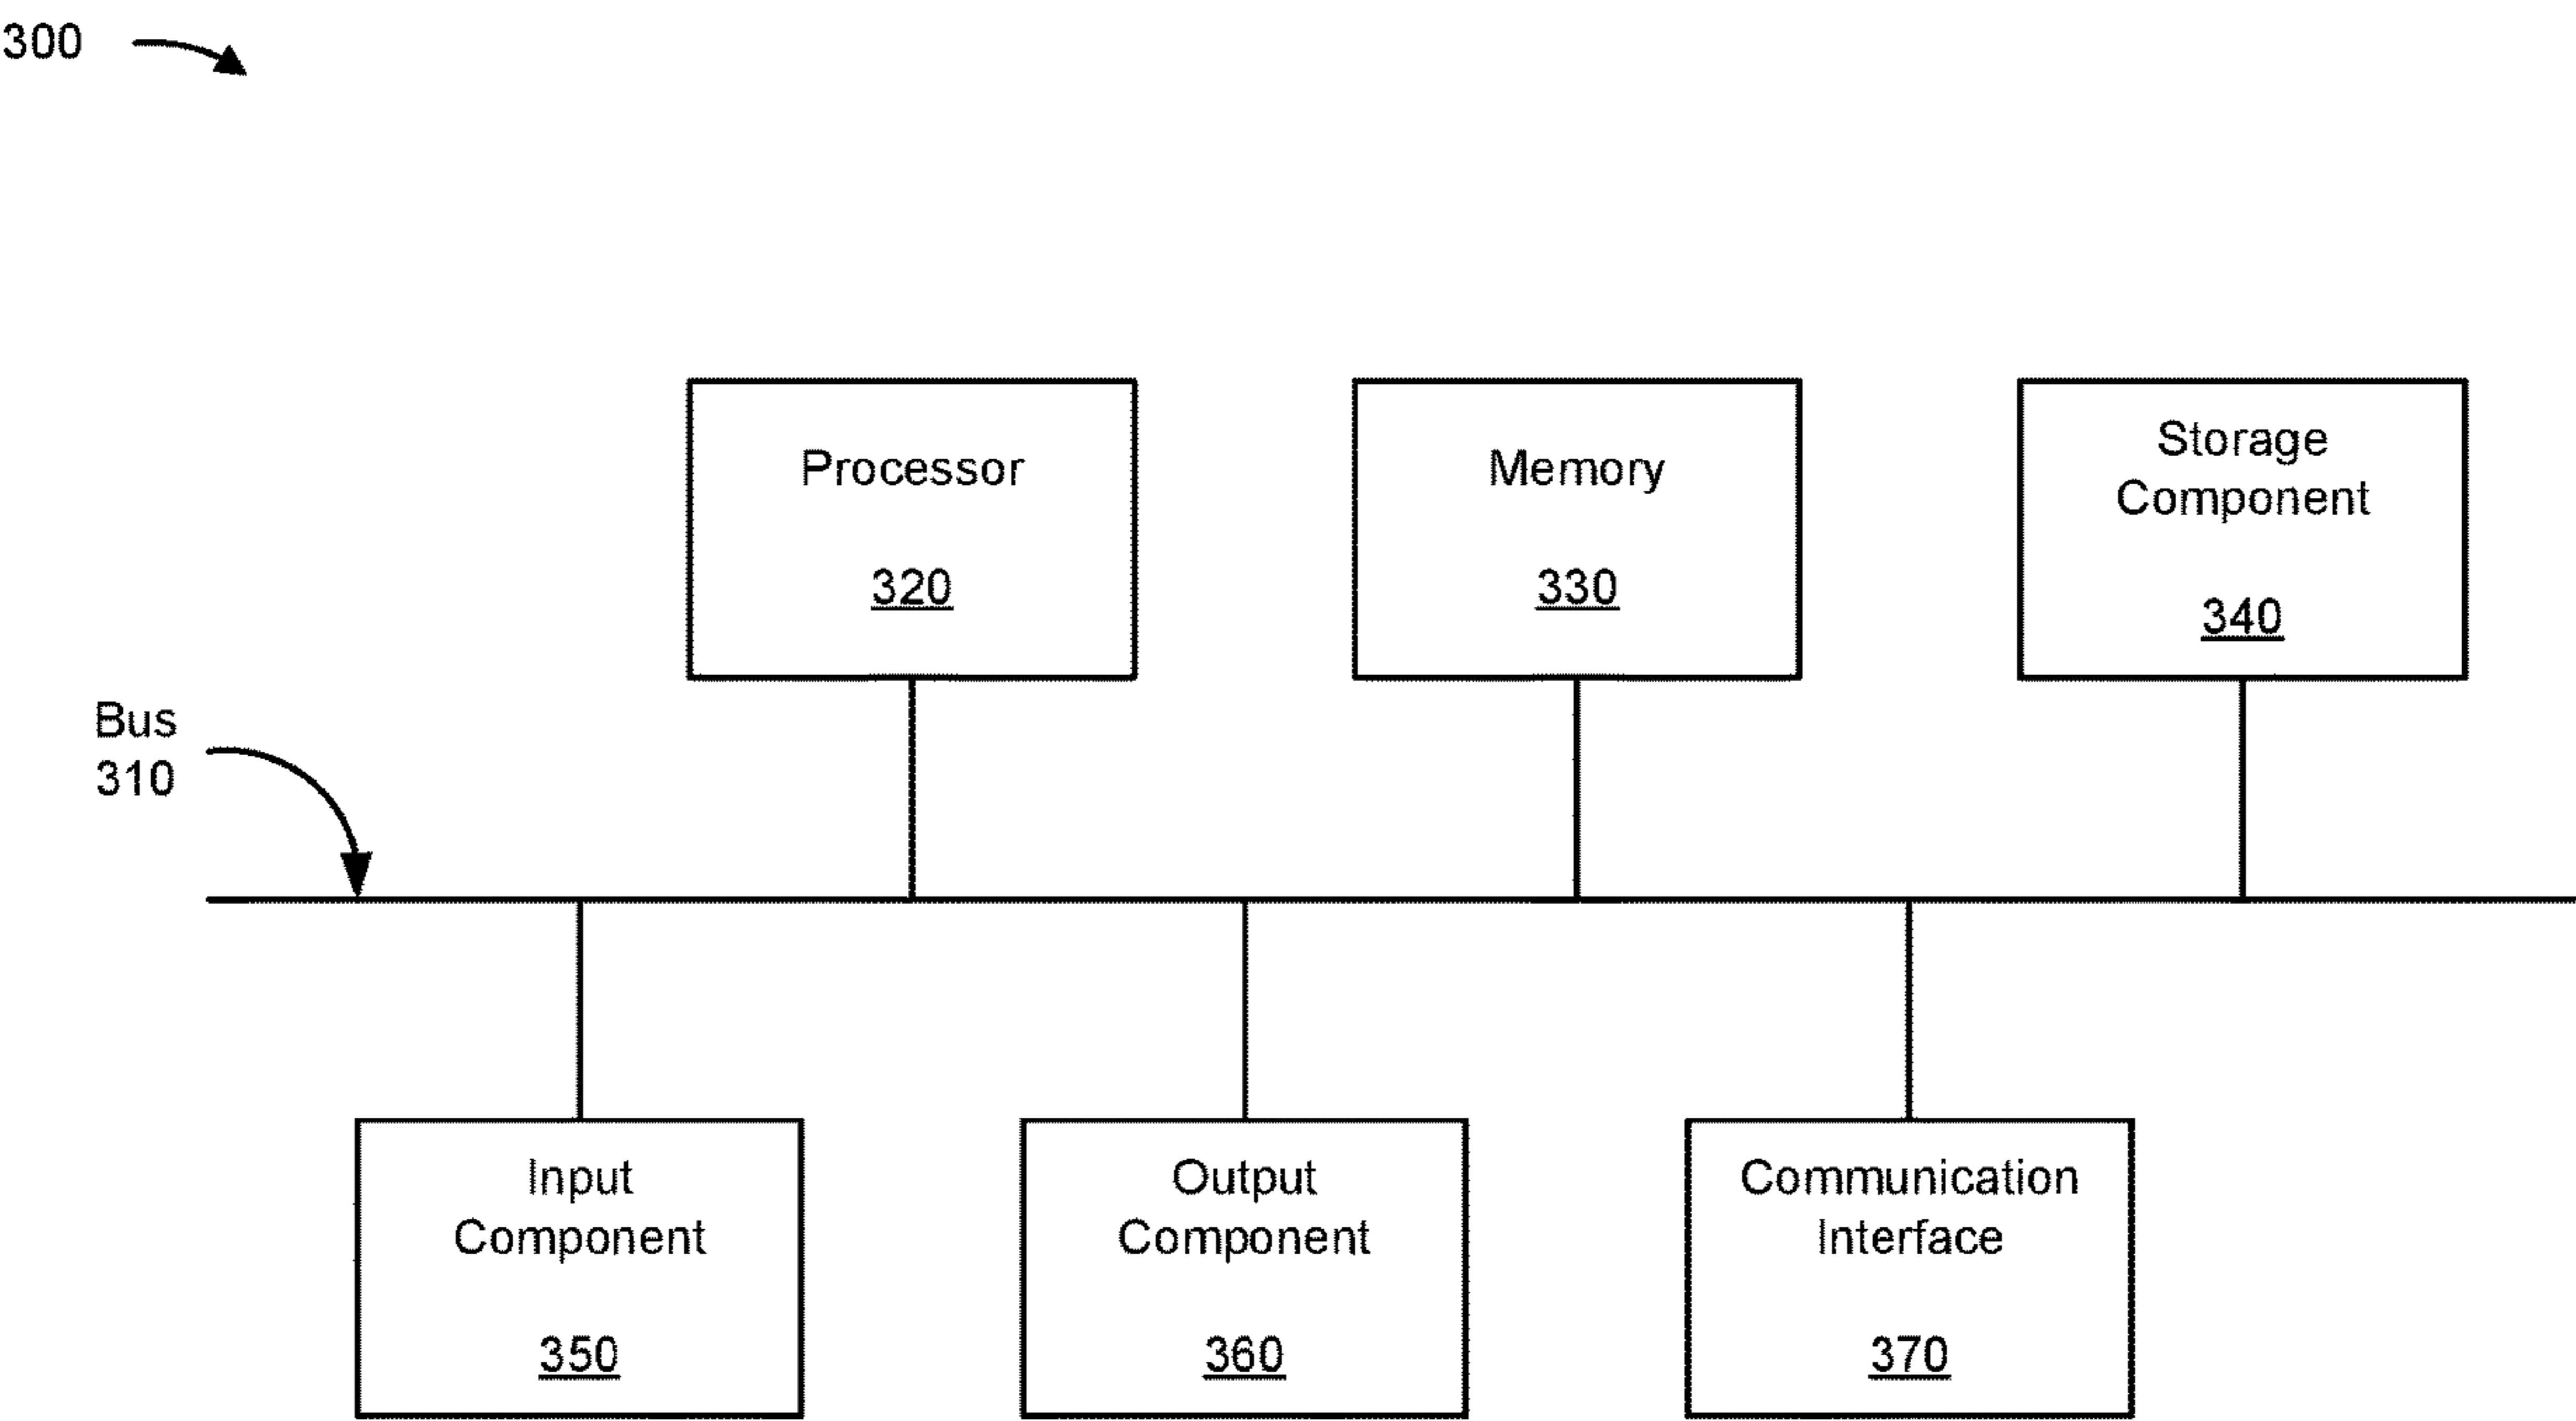 300
Processor
320
Memory
330
Storage
Component
340
Bus
310
Input
Component
350
Output
Component
360
Communication
Interface
370